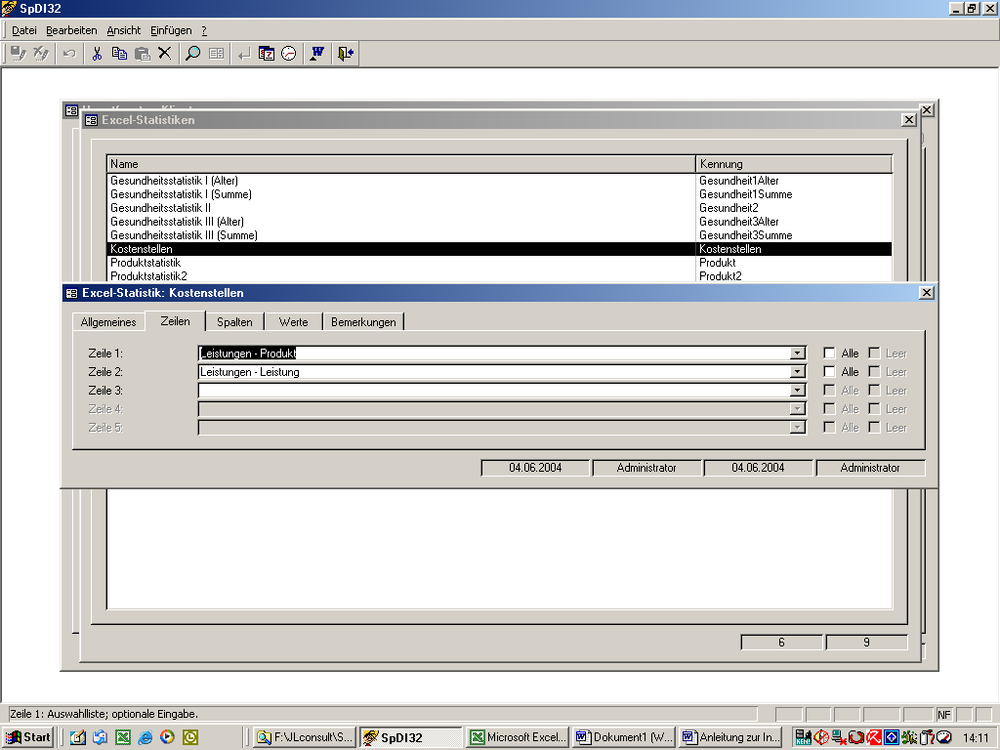 SpDI32
Datei Bearbeiten Ansicht Einfügen ?
Excel-Statistiken
Name Kennung
Gesundheitsstatistik I (Alter) Gesundheit1Alter
Gesundheitsstatistik I (Summe) Gesundheit1Summe
Gesundheitsstatistik II Gesundheit2
Gesundheitsstatistik III (Alter) Gesundheit3Alter
Gesundheitsstatistik III (Summe) Gesundheit3Summe
Kostenstellen Kostenstellen
Produktstatistik Produkt
Produktstatistik2 Produkt2
Excel-Statistik: Kostenstellen
Allgemeines Zeilen Spalten Werte Bemerkungen
Zeile 1: Leistungen - Produkt Alle Leer
Zeile 2: Leistungen - Leistung Alle Leer
Zeile 3: Alle Leer
Zeile 4: Alle Leer
Zeile 5: Alle Leer
04.06.2004 Administrator 04.06.2004 Administrator
6 9
Zeile 1: Auswahlliste; optionale Eingabe. NF
Start F:\JLconsult\S... SpDI32 Microsoft Excel... Dokument1 (W... Anleitung zur In... 14:11